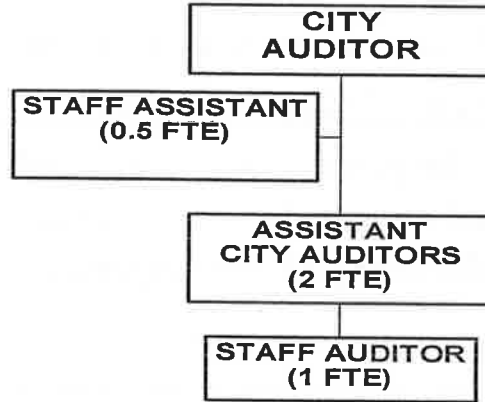 CITY
AUDITOR
STAFF ASSISTANT
(0.5 FTE)
ASSISTANT
CITY AUDITORS
(2 FTE)
STAFF AUDITOR
(1 FTE)